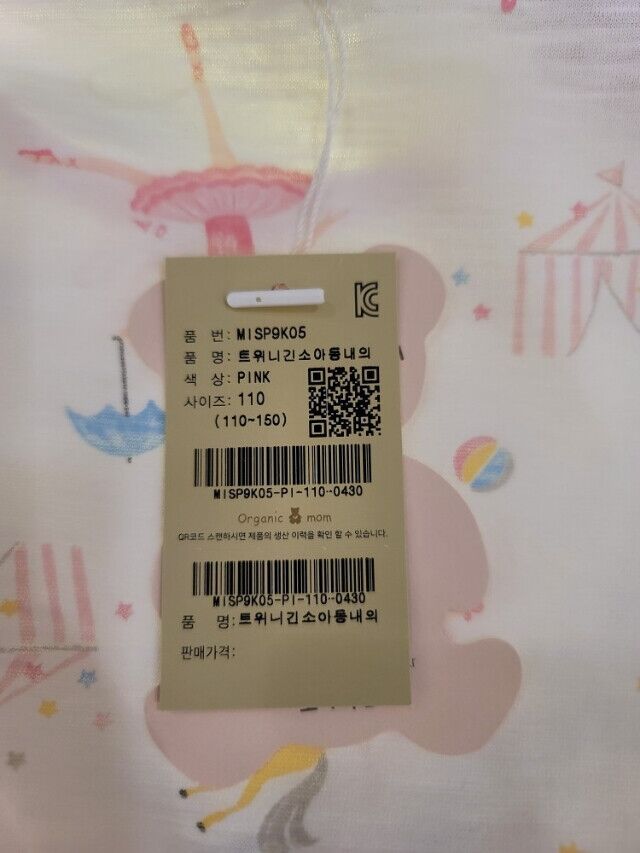 KC
품 번: MISP9K05
품 명: 트위니긴소아동내의
색 상: PINK
사이즈: 110
(110~150)
MISP9K05-PI-110-0430
Organic mom
QR코드 스캔하시면 제품의 생산 이력을 확인 할 수 있습니다.
MISP9K05-PI-110-0430
품 명: 트위니긴소아동내의
판매가격: